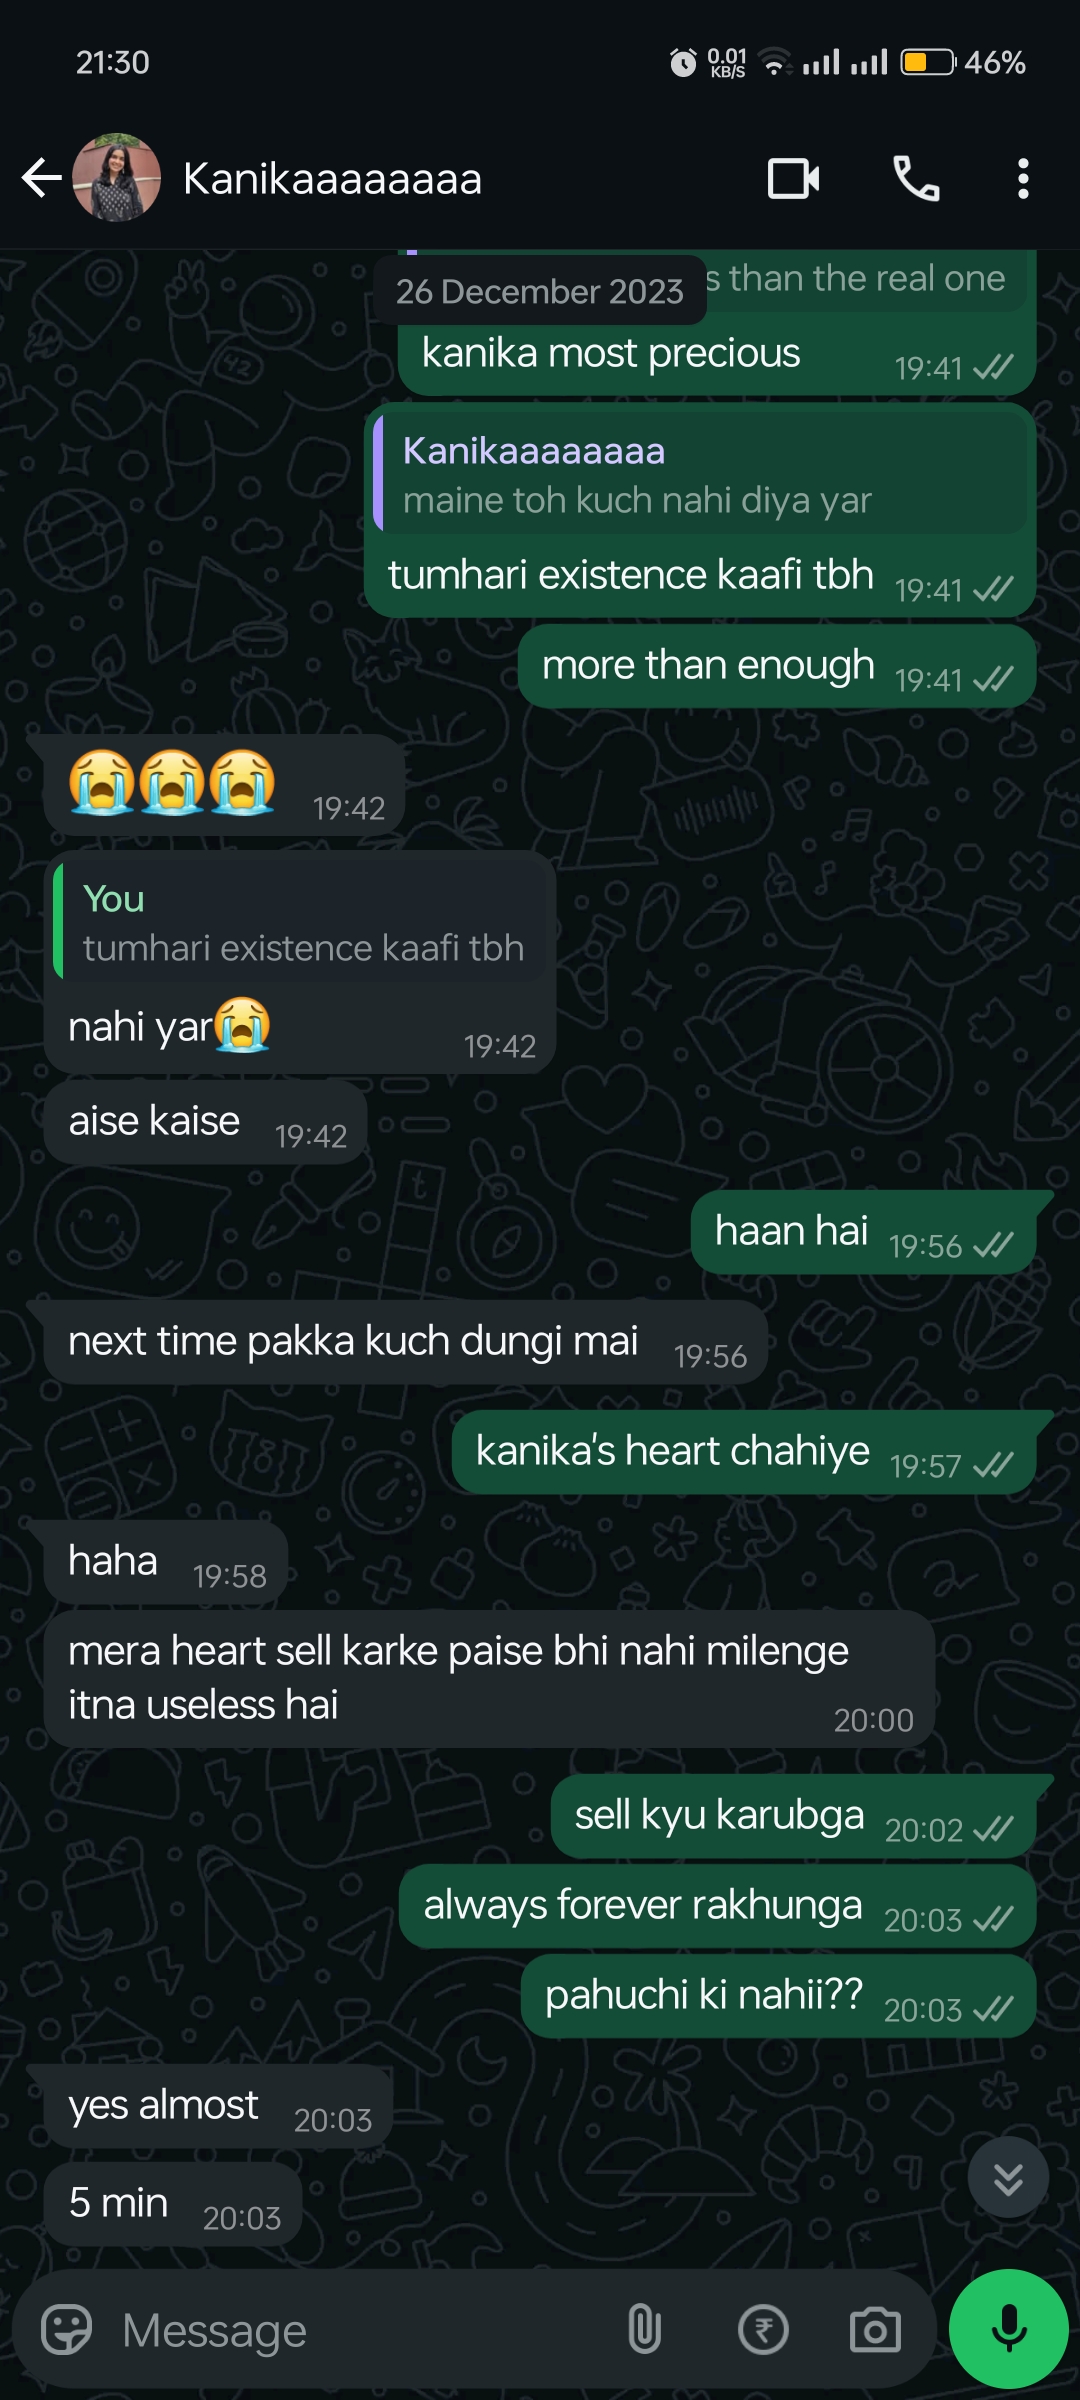 21:30
0.01
KB/S
46%
Kanikaaaaaaaa
s than the real one
26 December 2023
kanika most precious 19:41
Kanikaaaaaaaa
maine toh kuch nahi diya yar
tumhari existence kaafi tbh 19:41
more than enough 19:41
😭😭😭 19:42
You
tumhari existence kaafi tbh
nahi yar😭 19:42
aise kaise 19:42
haan hai 19:56
next time pakka kuch dungi mai 19:56
kanika's heart chahiye 19:57
haha 19:58
mera heart sell karke paise bhi nahi milenge
itna useless hai 20:00
sell kyu karubga 20:02
always forever rakhunga 20:03
pahuchi ki nahii?? 20:03
yes almost 20:03
5 min 20:03
Message